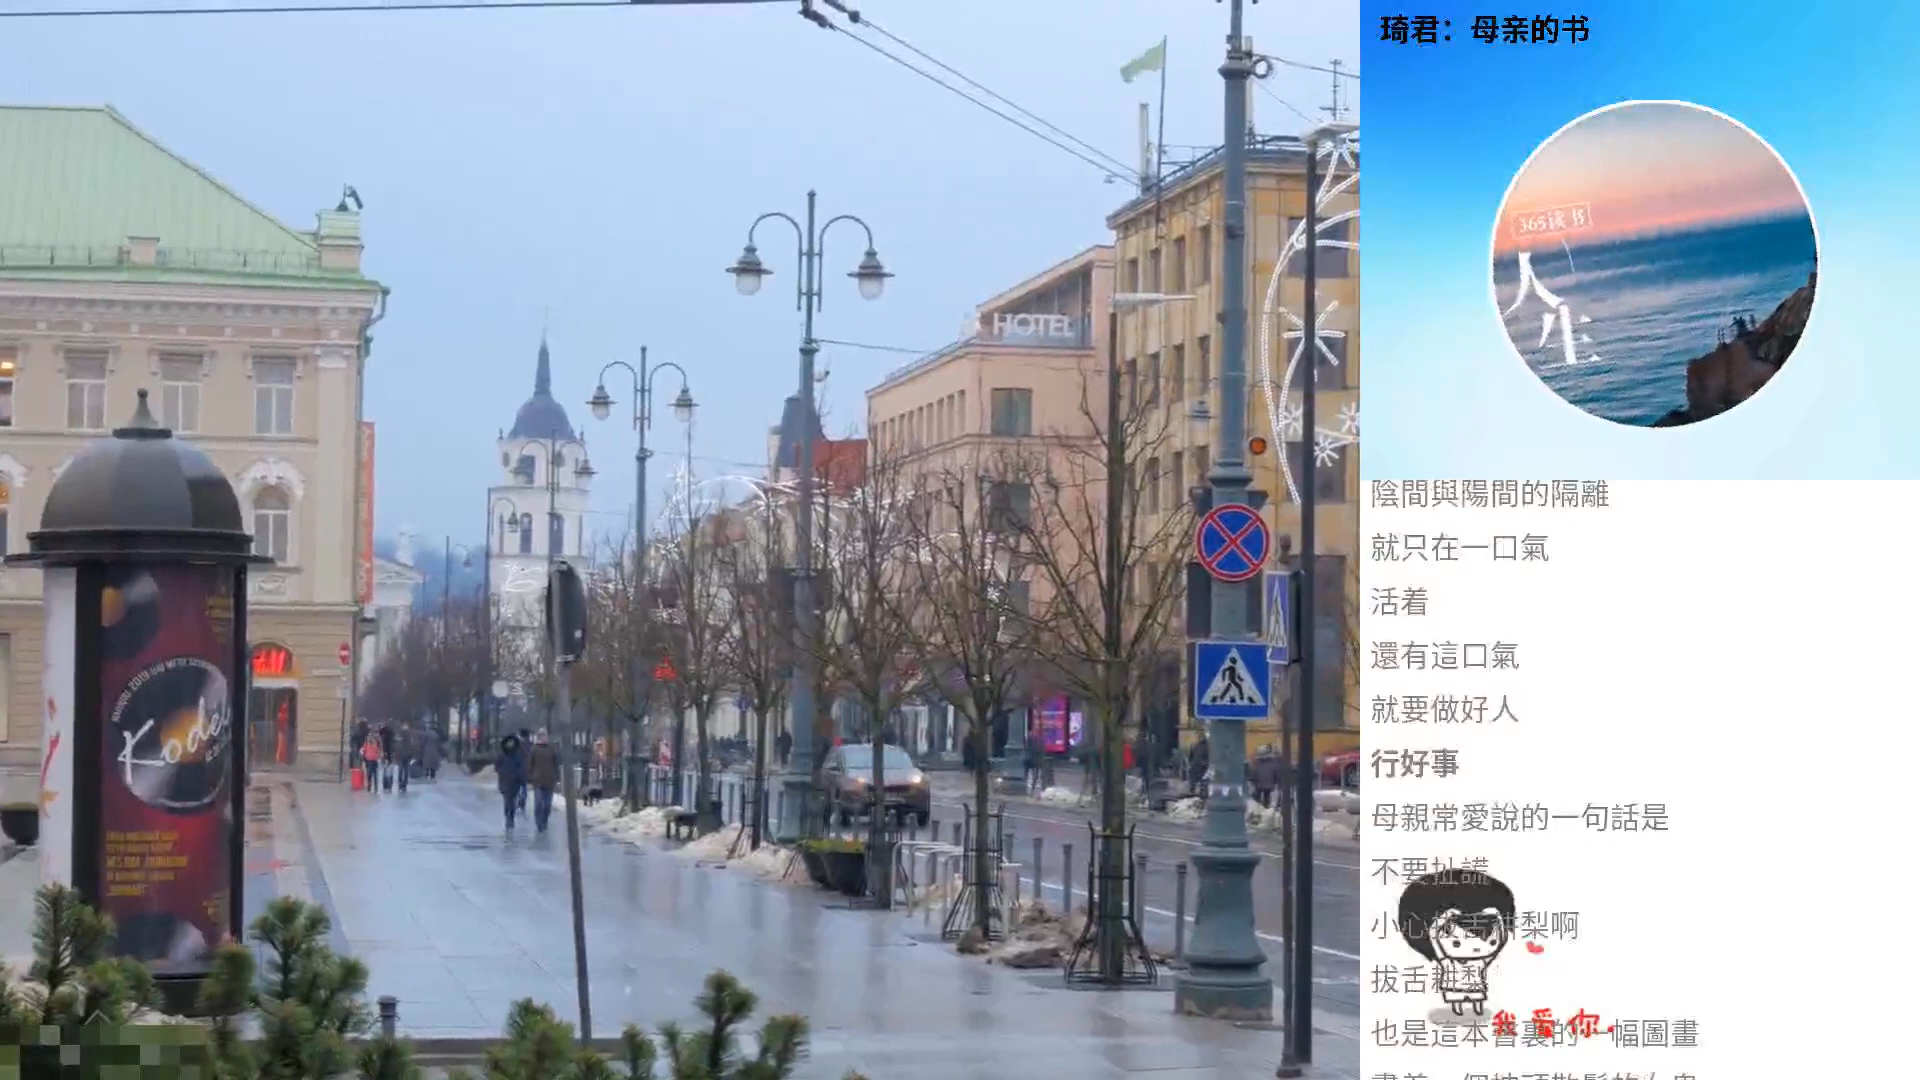 琦君：母亲的书
365读书
人生
HOTEL
H&M
Kodėl
陰間與陽間的隔離
就只在一口氣
活着
還有這口氣
就要做好人
行好事
母親常愛說的一句話是
不要扯謊
小心拔舌耕犁啊
拔舌耕犁
我爱你.
也是這本書裏的一幅圖畫